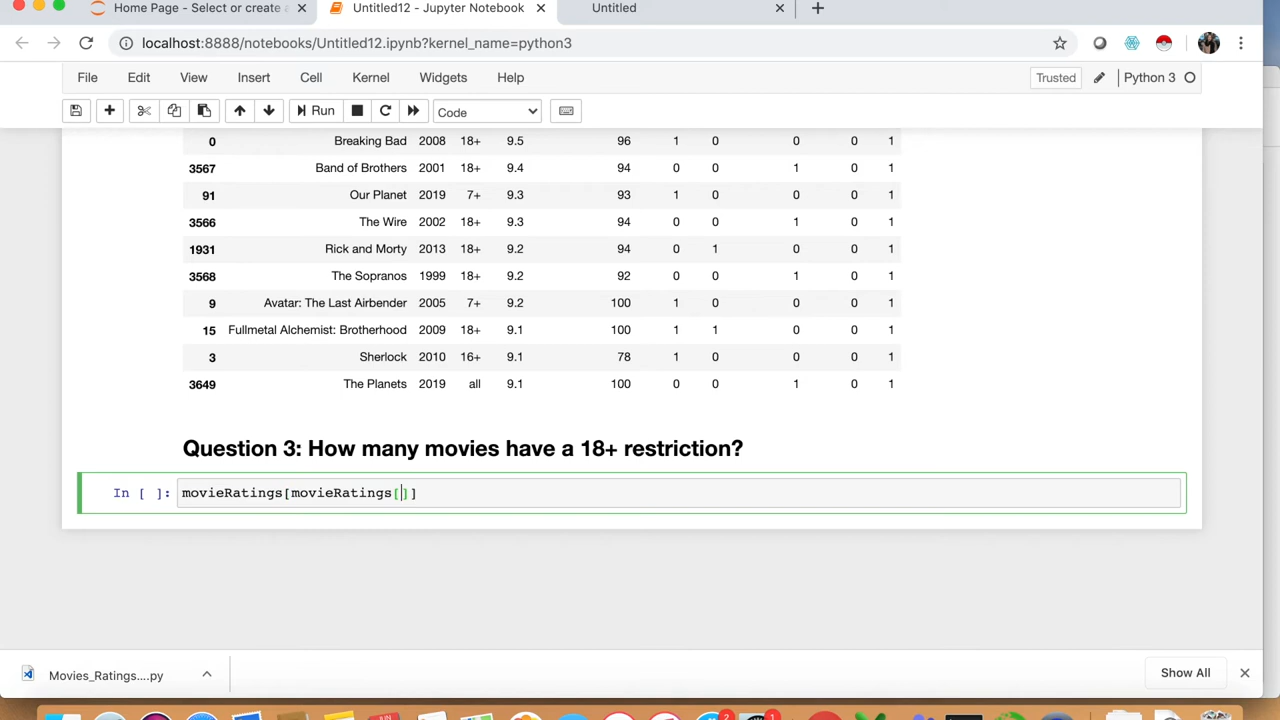 Home Page - Select or create a
Untitled12 - Jupyter Notebook
Untitled
localhost:8888/notebooks/Untitled12.ipynb?kernel_name=python3
File Edit View Insert Cell Kernel Widgets Help
Trusted
Python 3
Run
Code
0 Breaking Bad 2008 18+ 9.5 96 1 0 0 0 1
3567 Band of Brothers 2001 18+ 9.4 94 0 0 1 0 1
91 Our Planet 2019 7+ 9.3 93 1 0 0 0 1
3566 The Wire 2002 18+ 9.3 94 0 0 1 0 1
1931 Rick and Morty 2013 18+ 9.2 94 0 1 0 0 1
3568 The Sopranos 1999 18+ 9.2 92 0 0 1 0 1
9 Avatar: The Last Airbender 2005 7+ 9.2 100 1 0 0 0 1
15 Fullmetal Alchemist: Brotherhood 2009 18+ 9.1 100 1 1 0 0 1
3 Sherlock 2010 16+ 9.1 78 1 0 0 0 1
3649 The Planets 2019 all 9.1 100 0 0 1 0 1
Question 3: How many movies have a 18+ restriction?
In [ ]: movieRatings[movieRatings[]]
Movies_Ratings....py
Show All
2
1